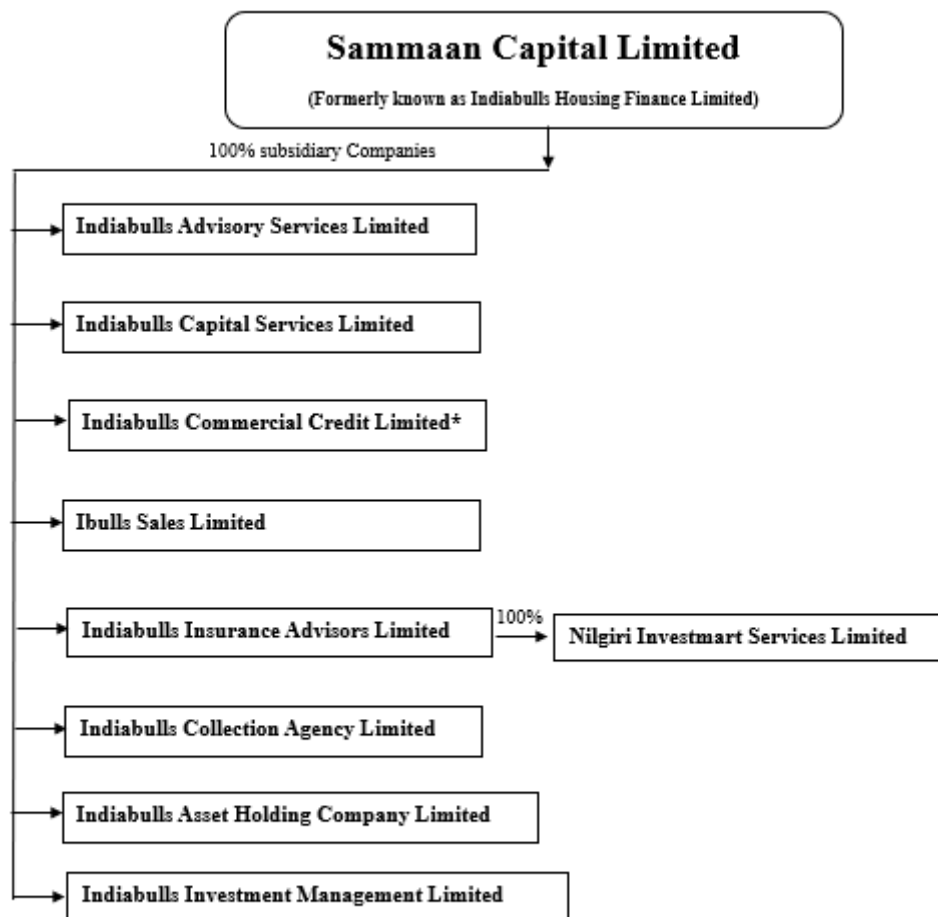 Sammaan Capital Limited
(Formerly known as Indiabulls Housing Finance Limited)
100% subsidiary Companies
Indiabulls Advisory Services Limited
Indiabulls Capital Services Limited
Indiabulls Commercial Credit Limited*
Ibulls Sales Limited
Indiabulls Insurance Advisors Limited
100%
Nilgiri Investmart Services Limited
Indiabulls Collection Agency Limited
Indiabulls Asset Holding Company Limited
Indiabulls Investment Management Limited